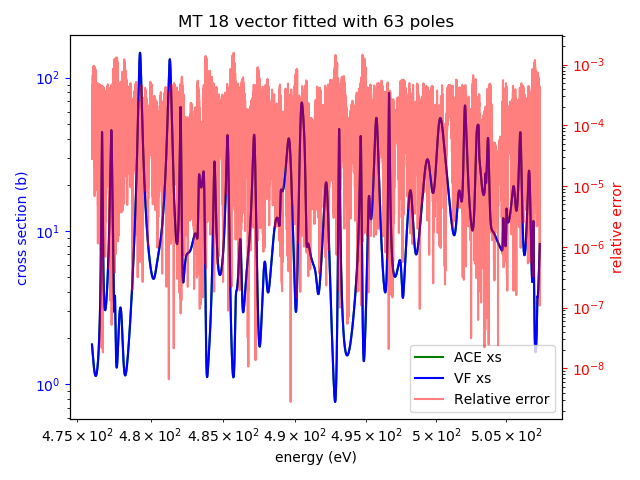 MT 18 vector fitted with 63 poles
cross section (b)
10²
10¹
10⁰
relative error
10⁻³
10⁻⁴
10⁻⁵
10⁻⁶
10⁻⁷
10⁻⁸
ACE xs
VF xs
Relative error
4.75 × 10² 4.8 × 10² 4.85 × 10² 4.9 × 10² 4.95 × 10² 5 × 10² 5.05 × 10²
energy (eV)